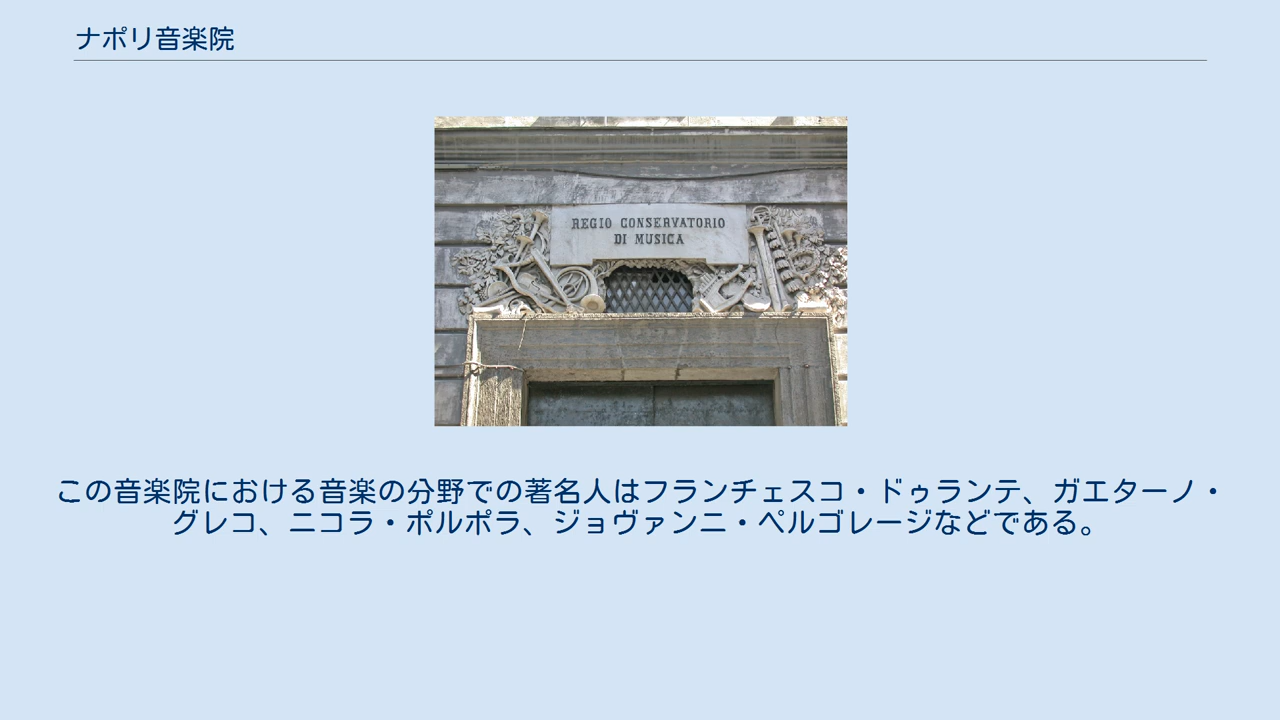 ナポリ音楽院
REGIO CONSERVATORIO
DI MUSICA
この音楽院における音楽の分野での著名人はフランチェスコ・ドゥランテ、ガエターノ・
グレコ、ニコラ・ポルポラ、ジョヴァンニ・ペルゴレージなどである。